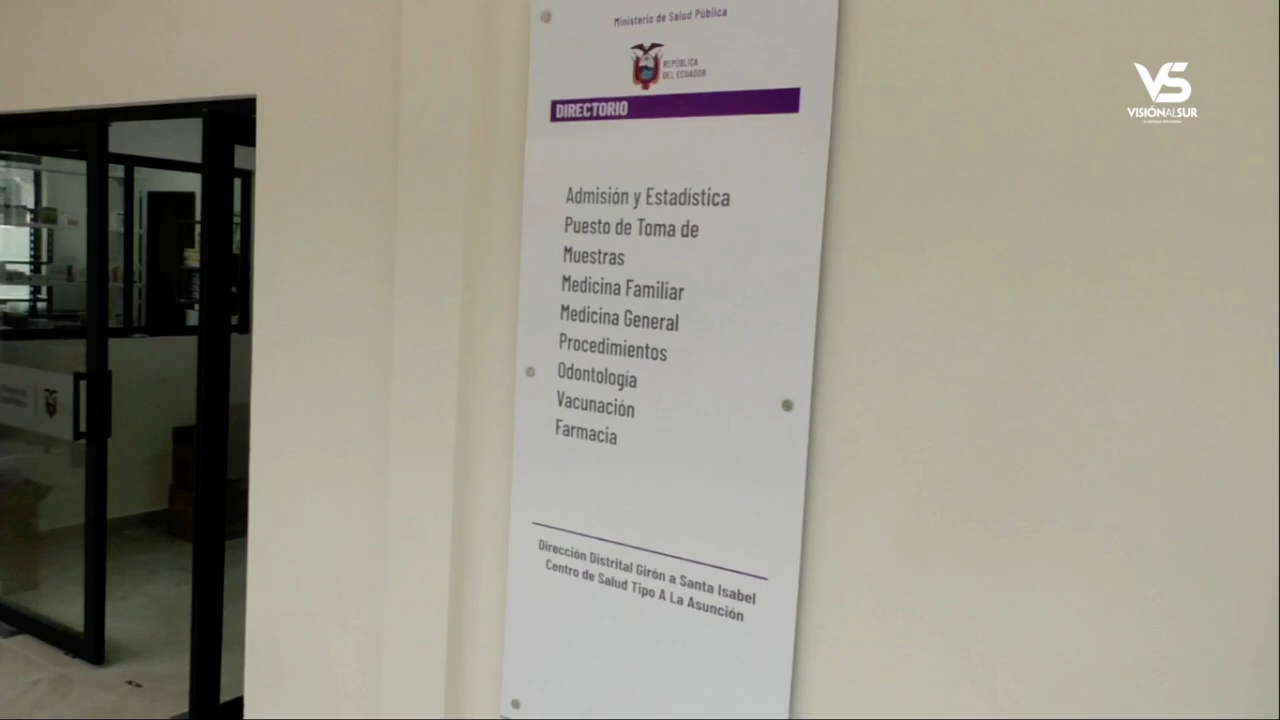 Ministerio de Salud Pública
REPÚBLICA
DEL ECUADOR
DIRECTORIO
Admisión y Estadística
Puesto de Toma de
Muestras
Medicina Familiar
Medicina General
Procedimientos
Odontología
Vacunación
Farmacia
Dirección Distrital Girón a Santa Isabel
Centro de Salud Tipo A La Asunción
VS
VISIÓNALSUR